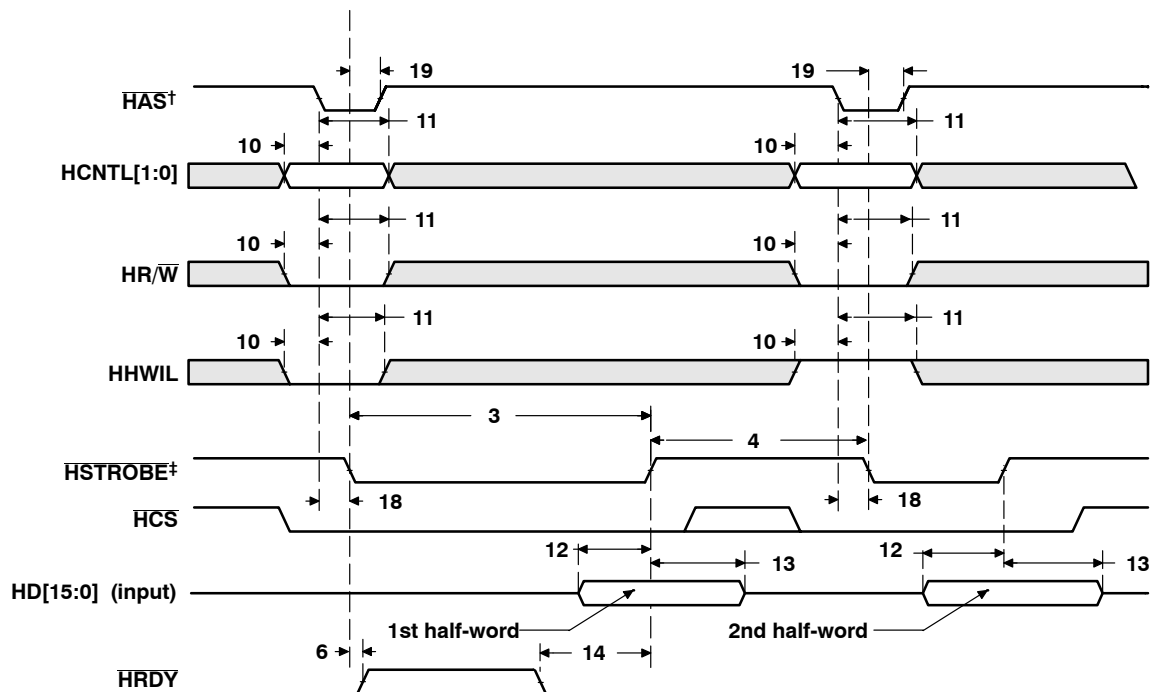 19 19
HAS†
11 11
10 10
HCNTL[1:0]
11 11
10 10
HR/W
11 11
10 10
HHWIL
3
4
HSTROBE‡
18 18
HCS
12 12
13 13
HD[15:0] (input)
1st half-word 2nd half-word
6 14
HRDY